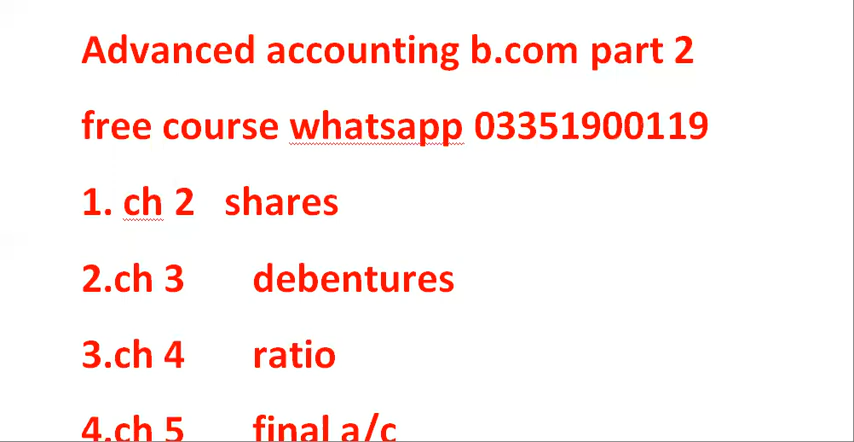 Advanced accounting b.com part 2
free course whatsapp 03351900119
1. ch 2 shares
2.ch 3 debentures
3.ch 4 ratio
4.ch 5 final a/c